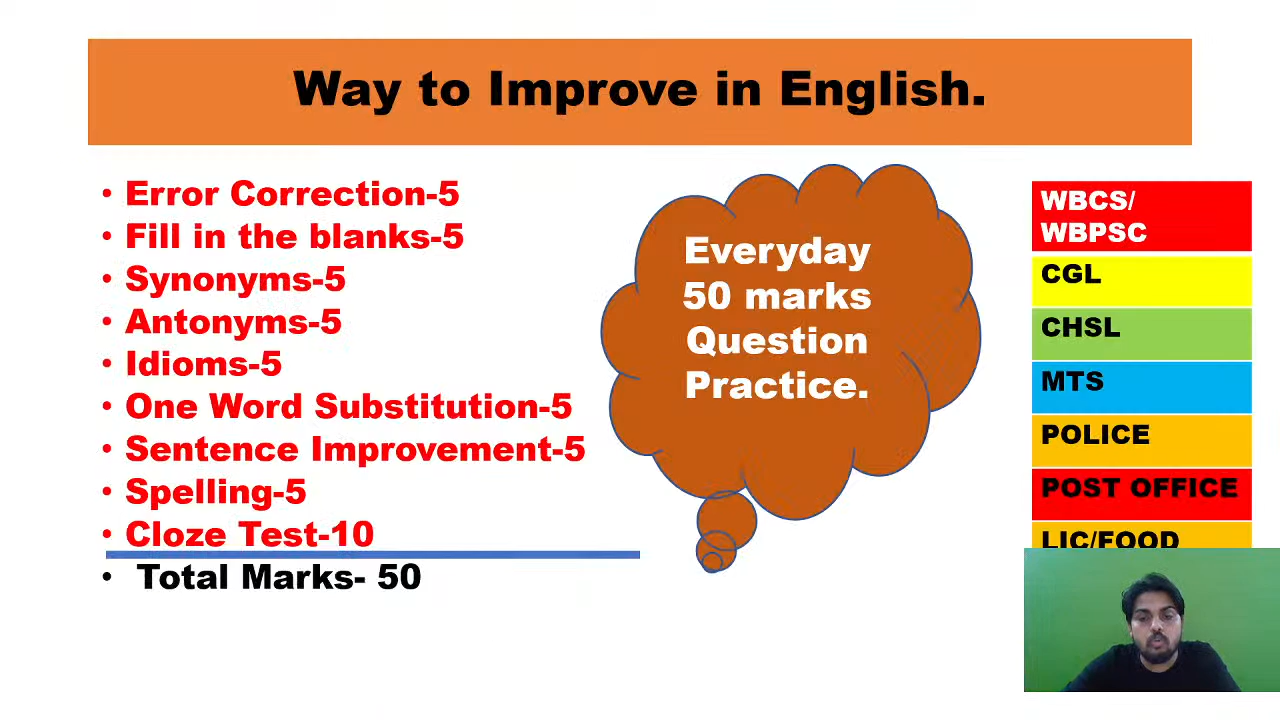 Way to Improve in English.
• Error Correction-5
• Fill in the blanks-5
• Synonyms-5
• Antonyms-5
• Idioms-5
• One Word Substitution-5
• Sentence Improvement-5
• Spelling-5
• Cloze Test-10
• Total Marks- 50
Everyday
50 marks
Question
Practice.
WBCS/
WBPSC
CGL
CHSL
MTS
POLICE
POST OFFICE
LIC/FOOD